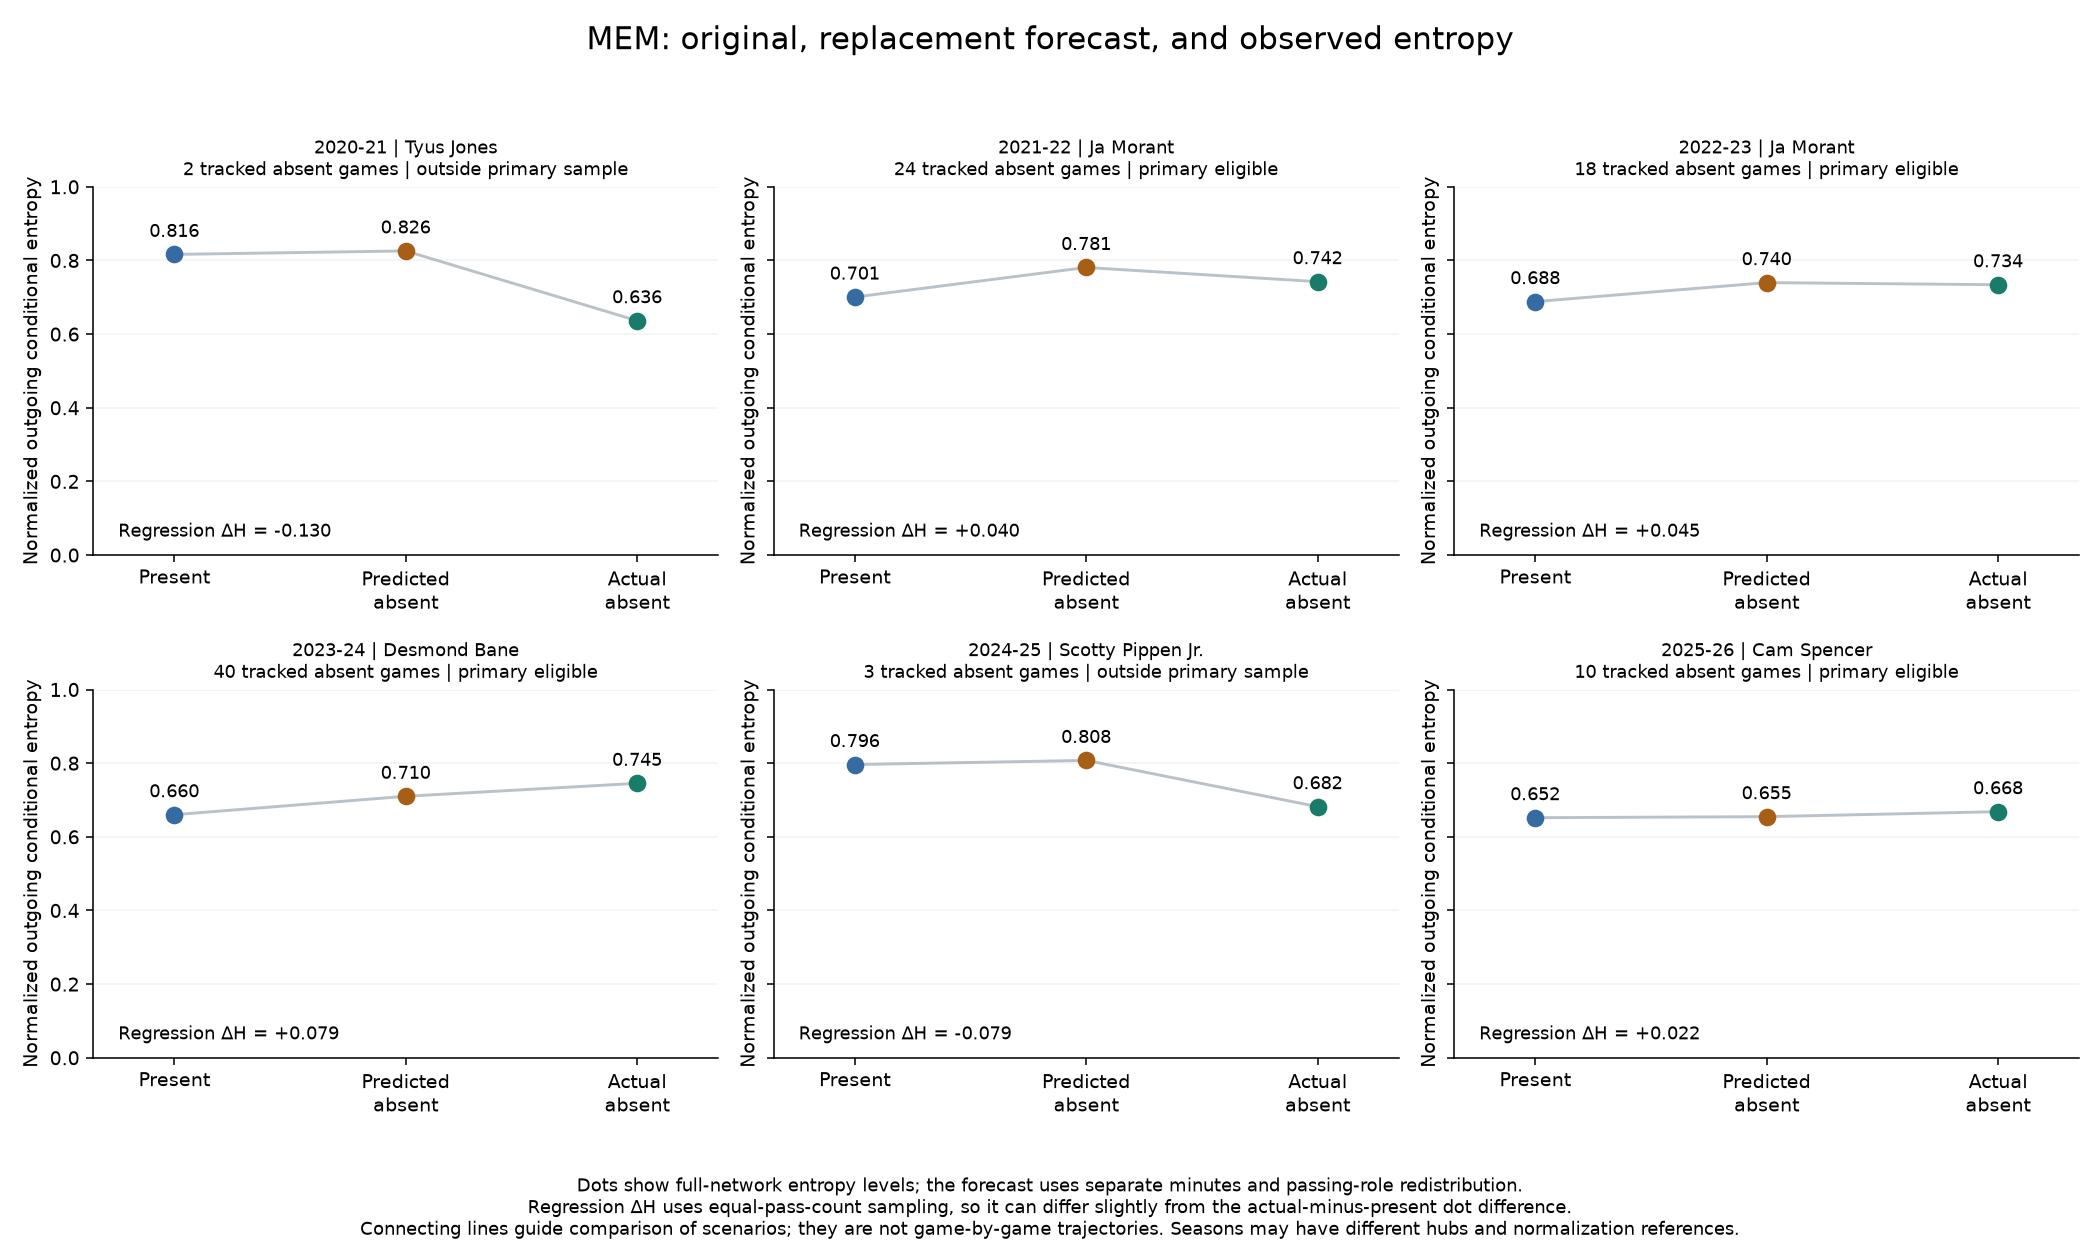 MEM: original, replacement forecast, and observed entropy
2020-21 | Tyus Jones
2 tracked absent games | outside primary sample
Normalized outgoing conditional entropy
1.0
0.8
0.6
0.4
0.2
0.0
0.816
0.826
0.636
Regression ΔH = -0.130
Present
Predicted
absent
Actual
absent
2021-22 | Ja Morant
24 tracked absent games | primary eligible
Normalized outgoing conditional entropy
0.701
0.781
0.742
Regression ΔH = +0.040
Present
Predicted
absent
Actual
absent
2022-23 | Ja Morant
18 tracked absent games | primary eligible
Normalized outgoing conditional entropy
0.688
0.740
0.734
Regression ΔH = +0.045
Present
Predicted
absent
Actual
absent
2023-24 | Desmond Bane
40 tracked absent games | primary eligible
Normalized outgoing conditional entropy
1.0
0.8
0.6
0.4
0.2
0.0
0.660
0.710
0.745
Regression ΔH = +0.079
Present
Predicted
absent
Actual
absent
2024-25 | Scotty Pippen Jr.
3 tracked absent games | outside primary sample
Normalized outgoing conditional entropy
0.796
0.808
0.682
Regression ΔH = -0.079
Present
Predicted
absent
Actual
absent
2025-26 | Cam Spencer
10 tracked absent games | primary eligible
Normalized outgoing conditional entropy
0.652
0.655
0.668
Regression ΔH = +0.022
Present
Predicted
absent
Actual
absent
Dots show full-network entropy levels; the forecast uses separate minutes and passing-role redistribution.
Regression ΔH uses equal-pass-count sampling, so it can differ slightly from the actual-minus-present dot difference.
Connecting lines guide comparison of scenarios; they are not game-by-game trajectories. Seasons may have different hubs and normalization references.